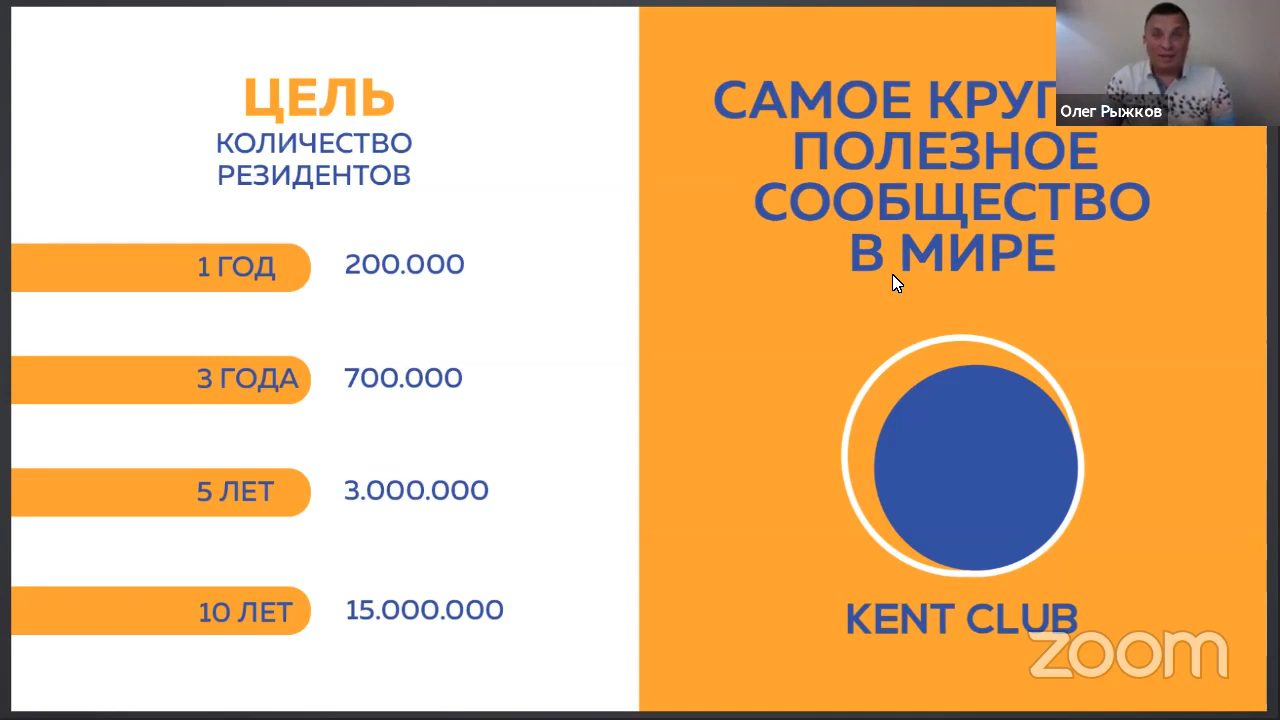 ЦЕЛЬ
КОЛИЧЕСТВО
РЕЗИДЕНТОВ
1 ГОД 200.000
3 ГОДА 700.000
5 ЛЕТ 3.000.000
10 ЛЕТ 15.000.000
САМОЕ
ПОЛЕЗНОЕ
СООБЩЕСТВО
В МИРЕ
KENT CLUB
Олег Рыжков
zoom